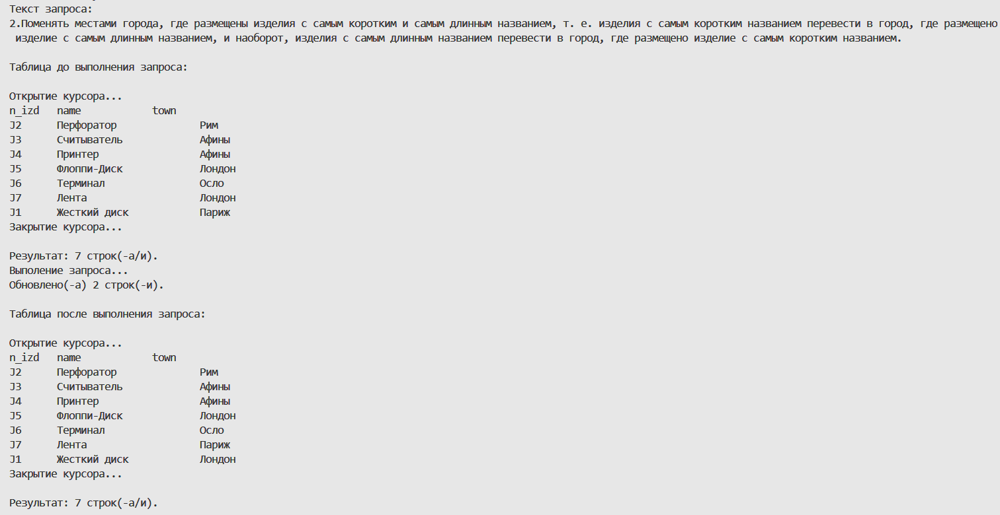 Текст запроса:
2.Поменять местами города, где размещены изделия с самым коротким и самым длинным названием, т. е. изделия с самым коротким названием перевести в город, где размещено
изделие с самым длинным названием, и наоборот, изделия с самым длинным названием перевести в город, где размещено изделие с самым коротким названием.
Таблица до выполнения запроса:
Открытие курсора...
n_izd name town
J2 Перфоратор Рим
J3 Считыватель Афины
J4 Принтер Афины
J5 Флоппи-Диск Лондон
J6 Терминал Осло
J7 Лента Лондон
J1 Жесткий диск Париж
Закрытие курсора...
Результат: 7 строк(-а/и).
Выполение запроса...
Обновлено(-а) 2 строк(-и).
Таблица после выполнения запроса:
Открытие курсора...
n_izd name town
J2 Перфоратор Рим
J3 Считыватель Афины
J4 Принтер Афины
J5 Флоппи-Диск Лондон
J6 Терминал Осло
J7 Лента Париж
J1 Жесткий диск Лондон
Закрытие курсора...
Результат: 7 строк(-а/и).